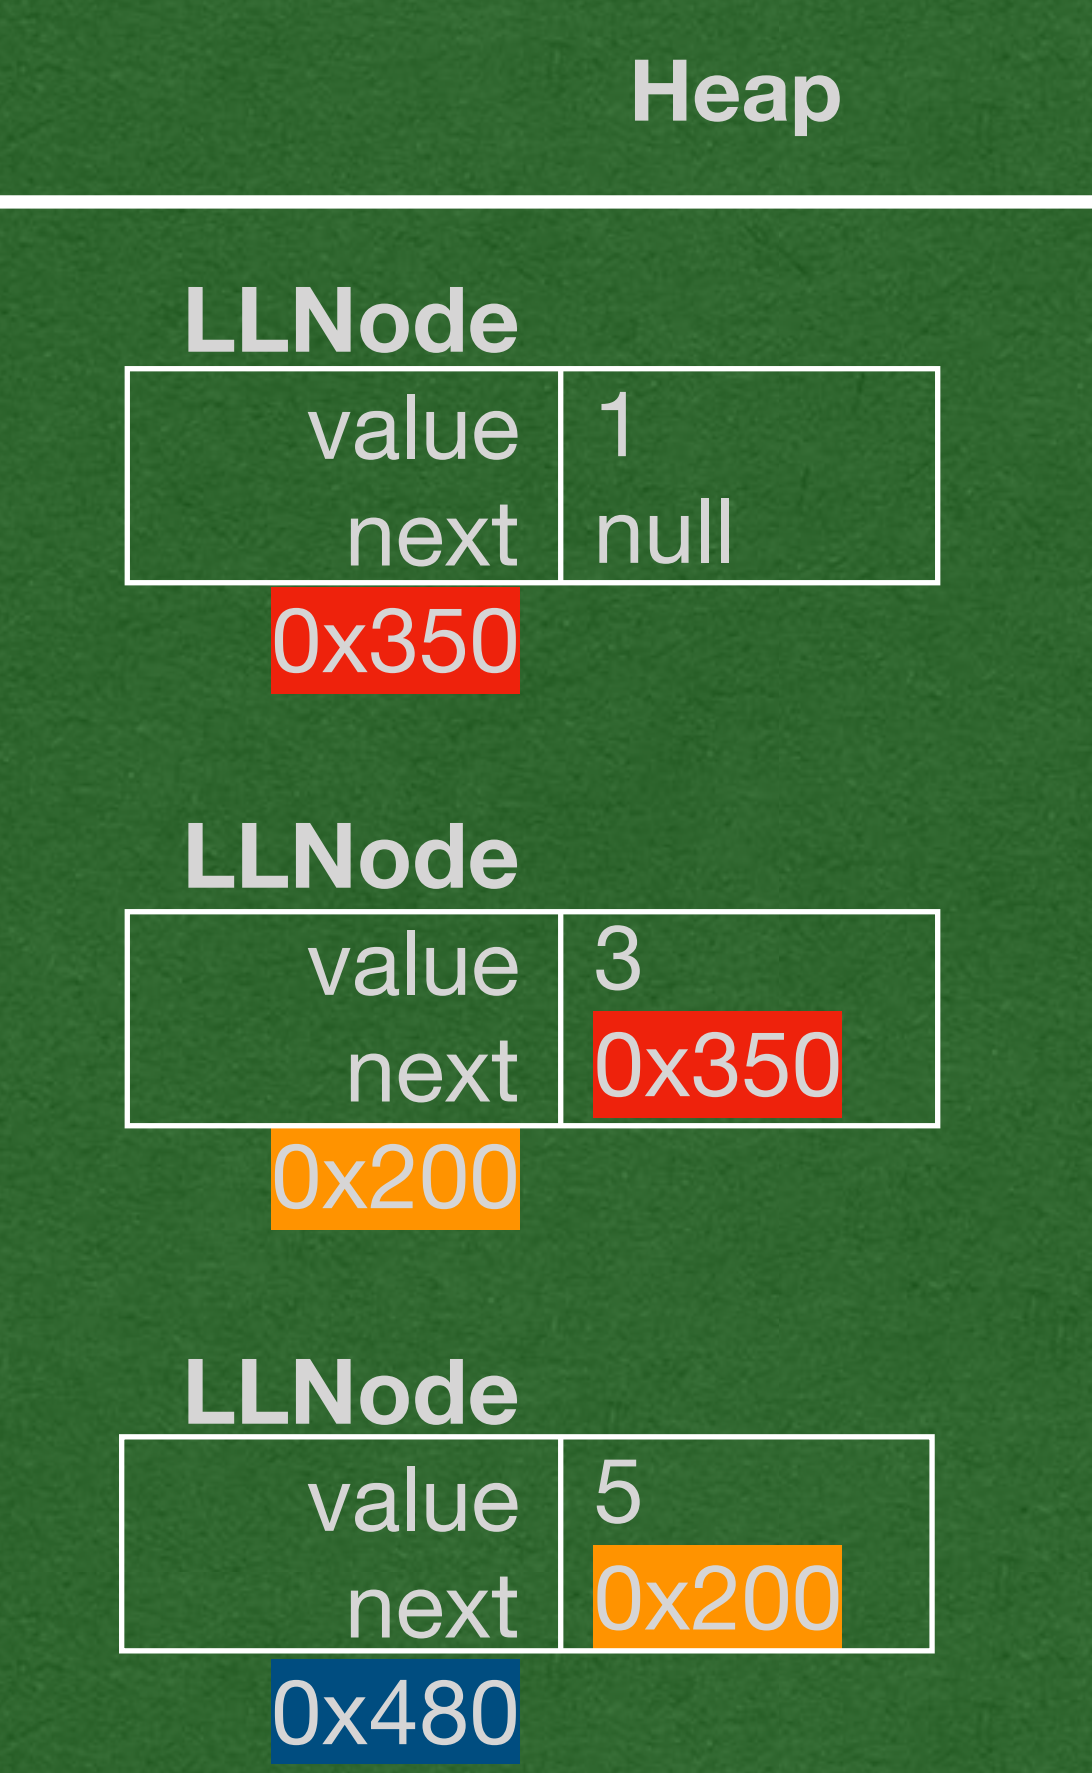 Heap
LLNode
value 1
next null
0x350
LLNode
value 3
next 0x350
0x200
LLNode
value 5
next 0x200
0x480